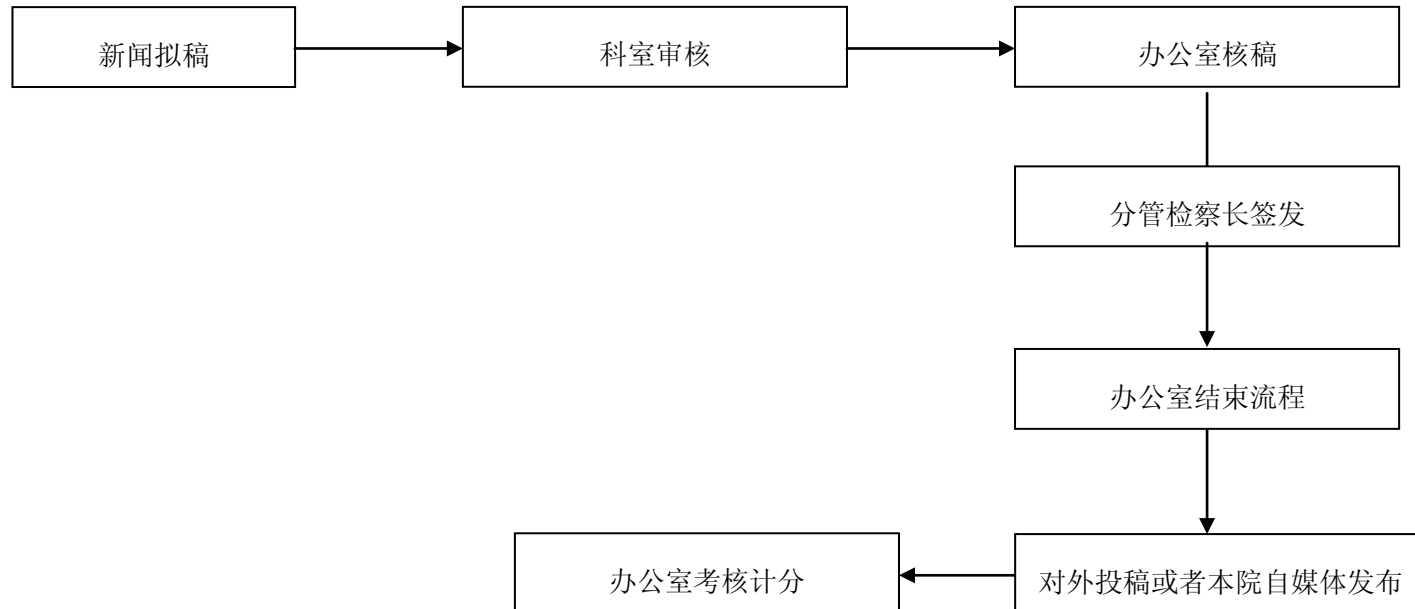 新闻拟稿
科室审核
办公室核稿
分管检察长签发
办公室结束流程
办公室考核计分
对外投稿或者本院自媒体发布